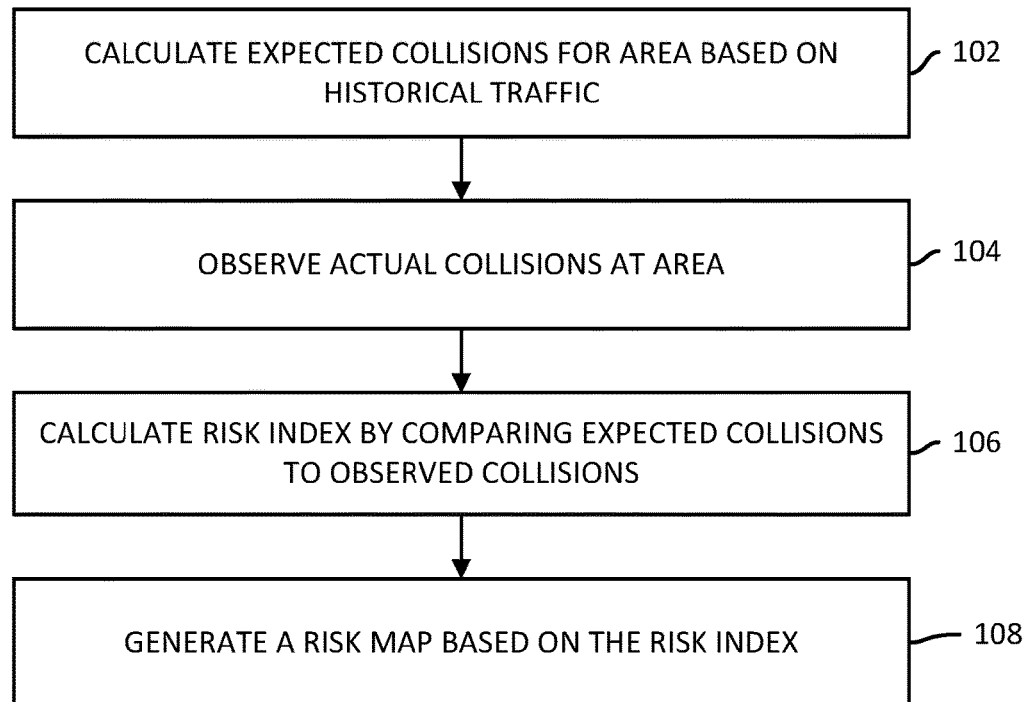 CALCULATE EXPECTED COLLISIONS FOR AREA BASED ON
HISTORICAL TRAFFIC
102
OBSERVE ACTUAL COLLISIONS AT AREA
104
CALCULATE RISK INDEX BY COMPARING EXPECTED COLLISIONS
TO OBSERVED COLLISIONS
106
GENERATE A RISK MAP BASED ON THE RISK INDEX
108